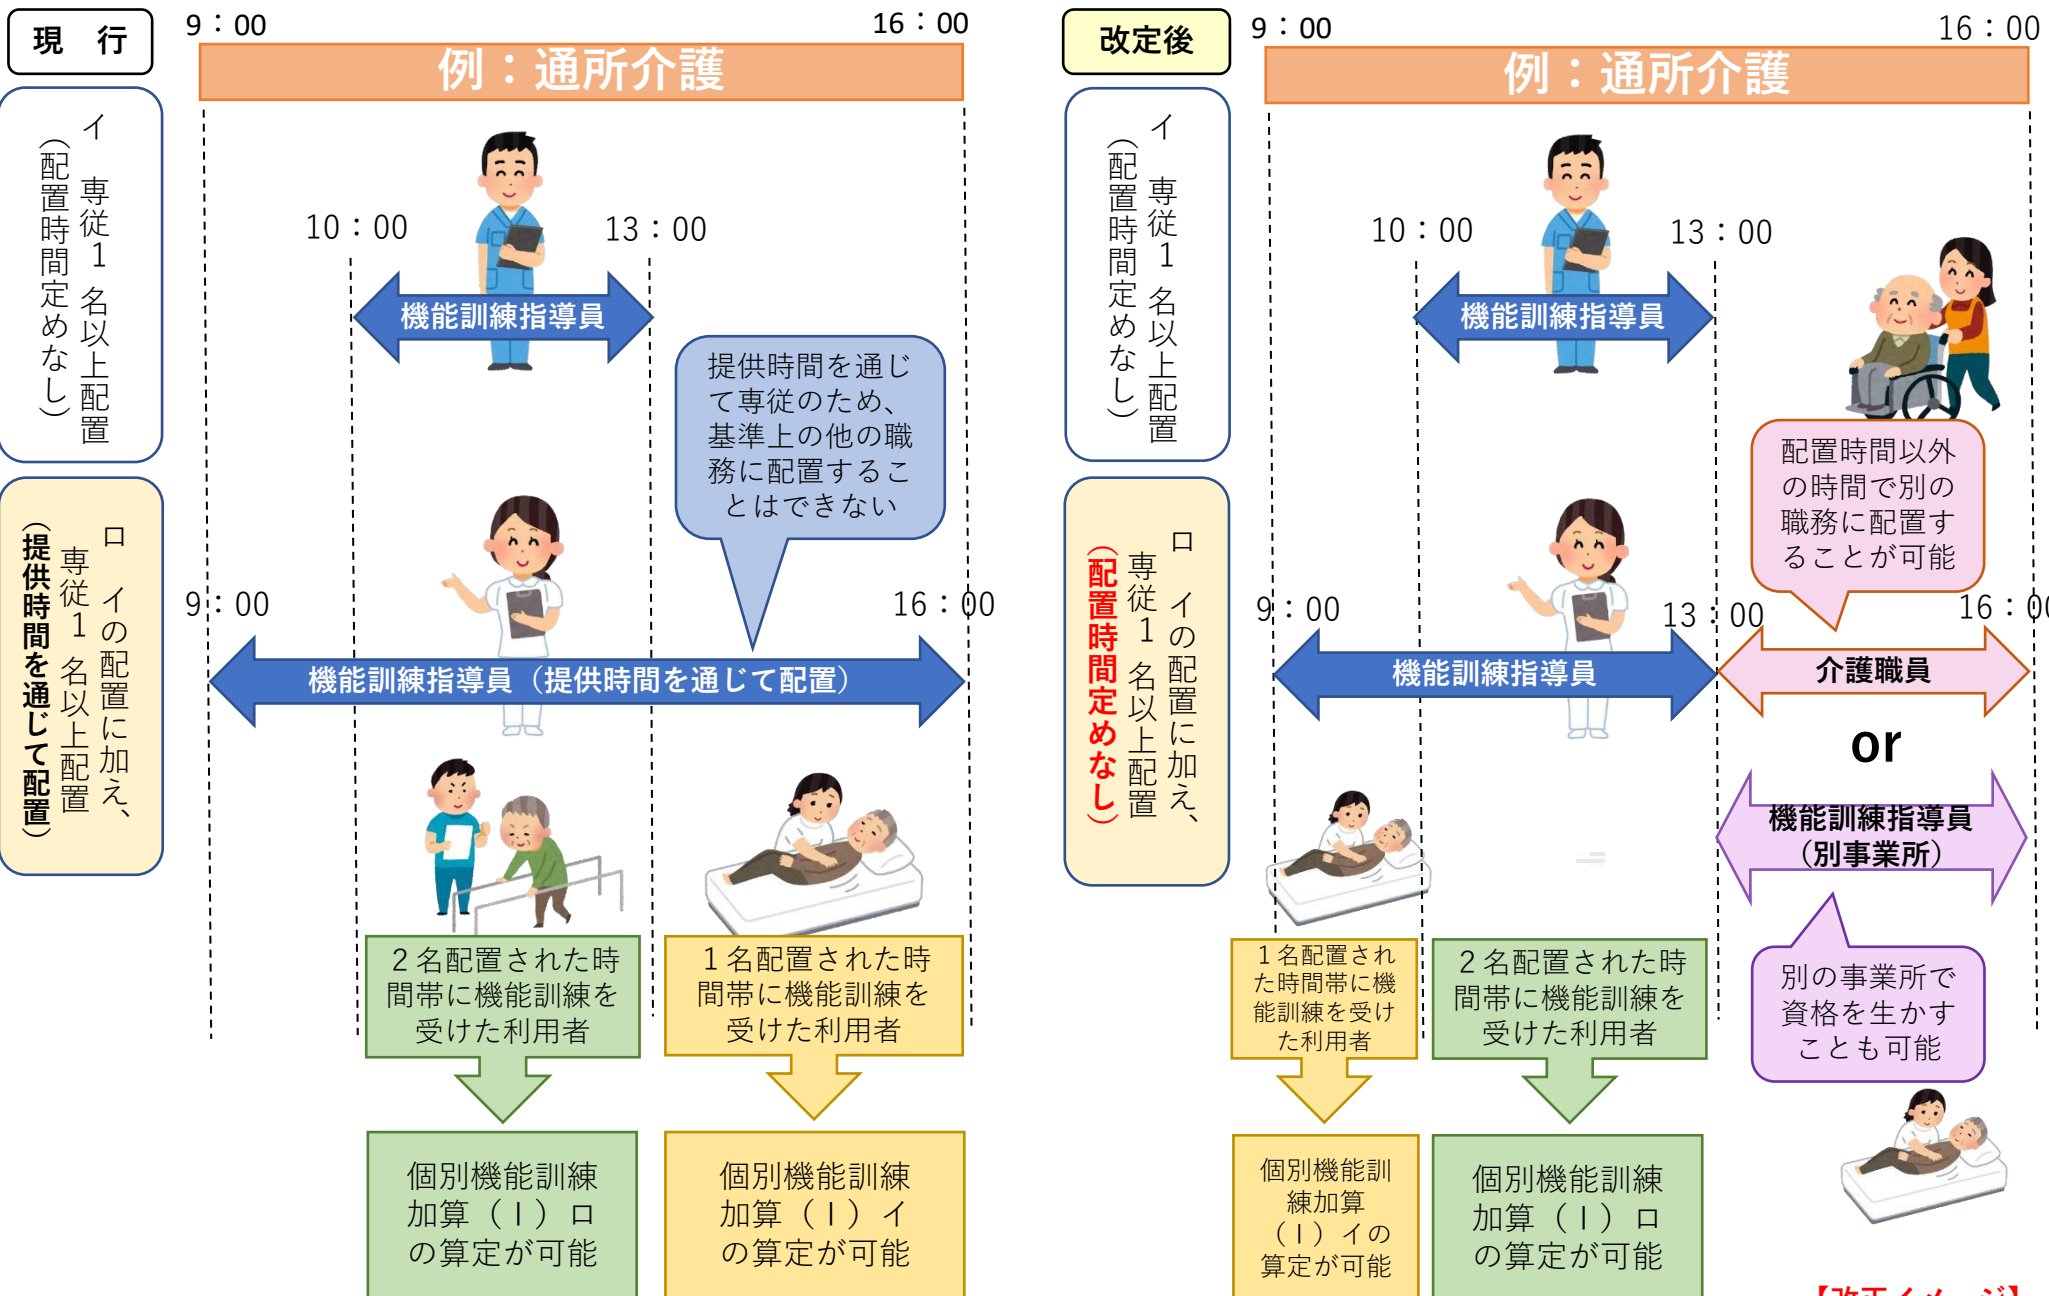 現　行
9：00
16：00
例：通所介護
イ　専従１名以上配置
（配置時間定めなし）
10：00
13：00
機能訓練指導員
提供時間を通じ
て専従のため、
基準上の他の職
務に配置するこ
とはできない
ロ　イの配置に加え、
専従１名以上配置
（提供時間を通じて配置）
9：00
16：00
機能訓練指導員（提供時間を通じて配置）
２名配置された時
間帯に機能訓練を
受けた利用者
１名配置された時
間帯に機能訓練を
受けた利用者
個別機能訓練
加算（Ⅰ）ロ
の算定が可能
個別機能訓練
加算（Ⅰ）イ
の算定が可能
改定後
9：00
16：00
例：通所介護
イ　専従１名以上配置
（配置時間定めなし）
10：00
13：00
機能訓練指導員
配置時間以外
の時間で別の
職務に配置す
ることが可能
ロ　イの配置に加え、
専従１名以上配置
（配置時間定めなし）
9：00
13：00
16：00
機能訓練指導員
介護職員
or
機能訓練指導員
（別事業所）
１名配置され
た時間帯に機
能訓練を受け
た利用者
２名配置された時
間帯に機能訓練を
受けた利用者
別の事業所で
資格を生かす
ことも可能
個別機能訓
練加算
（Ⅰ）イの
算定が可能
個別機能訓練
加算（Ⅰ）ロ
の算定が可能
【改正イメージ】